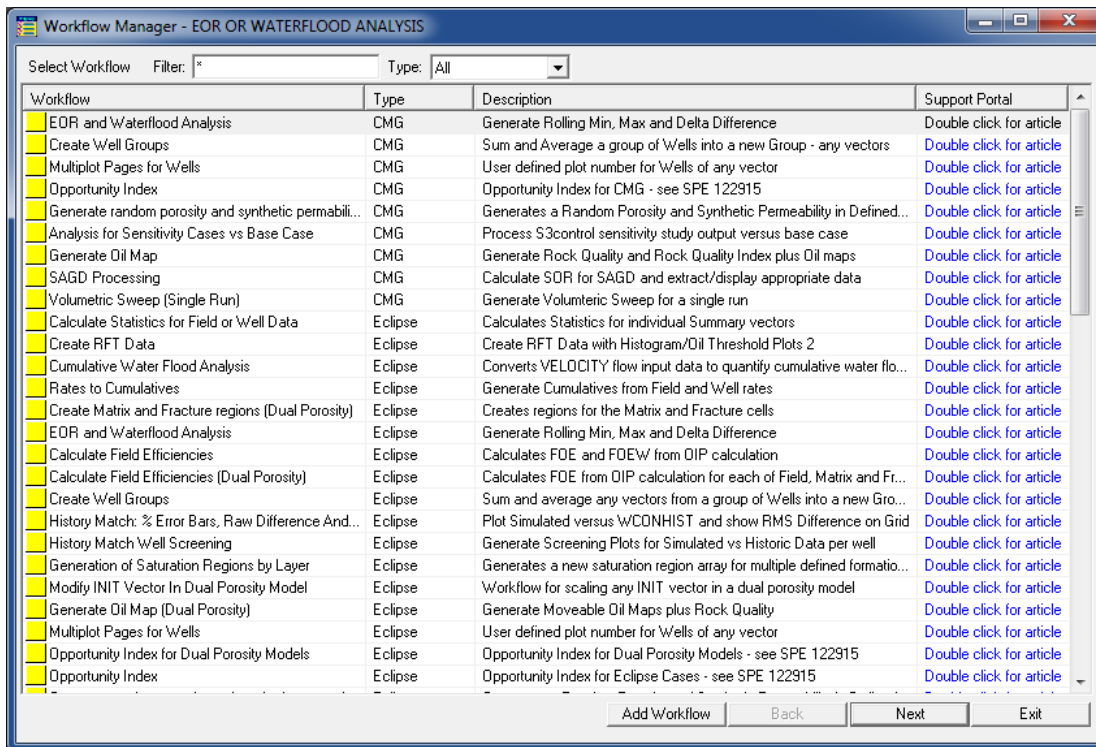 Workflow Manager - EOR OR WATERFLOOD ANALYSIS
Select Workflow Filter: * Type: All
Workflow Type Description Support Portal
EOR and Waterflood Analysis CMG Generate Rolling Min, Max and Delta Difference Double click for article
Create Well Groups CMG Sum and Average a group of Wells into a new Group - any vectors Double click for article
Multiplot Pages for Wells CMG User defined plot number for Wells of any vector Double click for article
Opportunity Index CMG Opportunity Index for CMG - see SPE 122915 Double click for article
Generate random porosity and synthetic permabili... CMG Generates a Random Porosity and Synthetic Permeability in Defined... Double click for article
Analysis for Sensitivity Cases vs Base Case CMG Process S3control sensitivity study output versus base case Double click for article
Generate Oil Map CMG Generate Rock Quality and Rock Quality Index plus Oil maps Double click for article
SAGD Processing CMG Calculate SOR for SAGD and extract/display appropriate data Double click for article
Volumetric Sweep (Single Run) CMG Generate Volumteric Sweep for a single run Double click for article
Calculate Statistics for Field or Well Data Eclipse Calculates Statistics for individual Summary vectors Double click for article
Create RFT Data Eclipse Create RFT Data with Histogram/Oil Threshold Plots 2 Double click for article
Cumulative Water Flood Analysis Eclipse Converts VELOCITY flow input data to quantify cumulative water flo... Double click for article
Rates to Cumulatives Eclipse Generate Cumulatives from Field and Well rates Double click for article
Create Matrix and Fracture regions (Dual Porosity) Eclipse Creates regions for the Matrix and Fracture cells Double click for article
EOR and Waterflood Analysis Eclipse Generate Rolling Min, Max and Delta Difference Double click for article
Calculate Field Efficiencies Eclipse Calculates FOE and FOEW from OIP calculation Double click for article
Calculate Field Efficiencies (Dual Porosity) Eclipse Calculates FOE from OIP calculation for each of Field, Matrix and Fr... Double click for article
Create Well Groups Eclipse Sum and average any vectors from a group of Wells into a new Gro... Double click for article
History Match: % Error Bars, Raw Difference And... Eclipse Plot Simulated versus WCONHIST and show RMS Difference on Grid Double click for article
History Match Well Screening Eclipse Generate Screening Plots for Simulated vs Historic Data per well Double click for article
Generation of Saturation Regions by Layer Eclipse Generates a new saturation region array for multiple defined formatio... Double click for article
Modify INIT Vector In Dual Porosity Model Eclipse Workflow for scaling any INIT vector in a dual porosity model Double click for article
Generate Oil Map (Dual Porosity) Eclipse Generate Moveable Oil Maps plus Rock Quality Double click for article
Multiplot Pages for Wells Eclipse User defined plot number for Wells of any vector Double click for article
Opportunity Index for Dual Porosity Models Eclipse Opportunity Index for Dual Porosity Models - see SPE 122915 Double click for article
Opportunity Index Eclipse Opportunity Index for Eclipse Cases - see SPE 122915 Double click for article
Add Workflow Back Next Exit